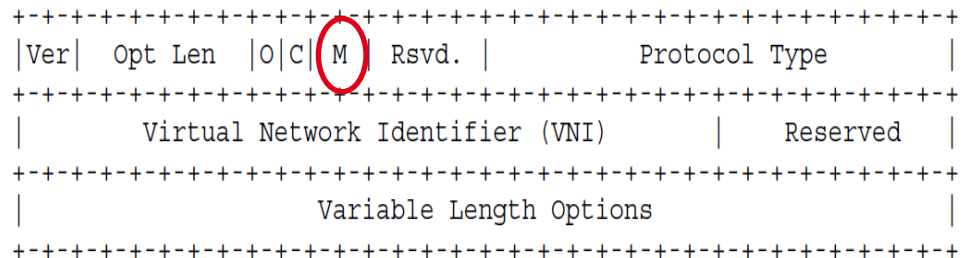 +-+-+-+-+-+-+-+-+-+-+-+-+-+-+-+-+-+-+-+-+-+-+-+-+-+-+-+-+-+-+-+-+
|Ver| Opt Len |O|C| M | Rsvd. | Protocol Type |
+-+-+-+-+-+-+-+-+-+-+-+-+-+-+-+-+-+-+-+-+-+-+-+-+-+-+-+-+-+-+-+-+
| Virtual Network Identifier (VNI) | Reserved |
+-+-+-+-+-+-+-+-+-+-+-+-+-+-+-+-+-+-+-+-+-+-+-+-+-+-+-+-+-+-+-+-+
| Variable Length Options |
+-+-+-+-+-+-+-+-+-+-+-+-+-+-+-+-+-+-+-+-+-+-+-+-+-+-+-+-+-+-+-+-+